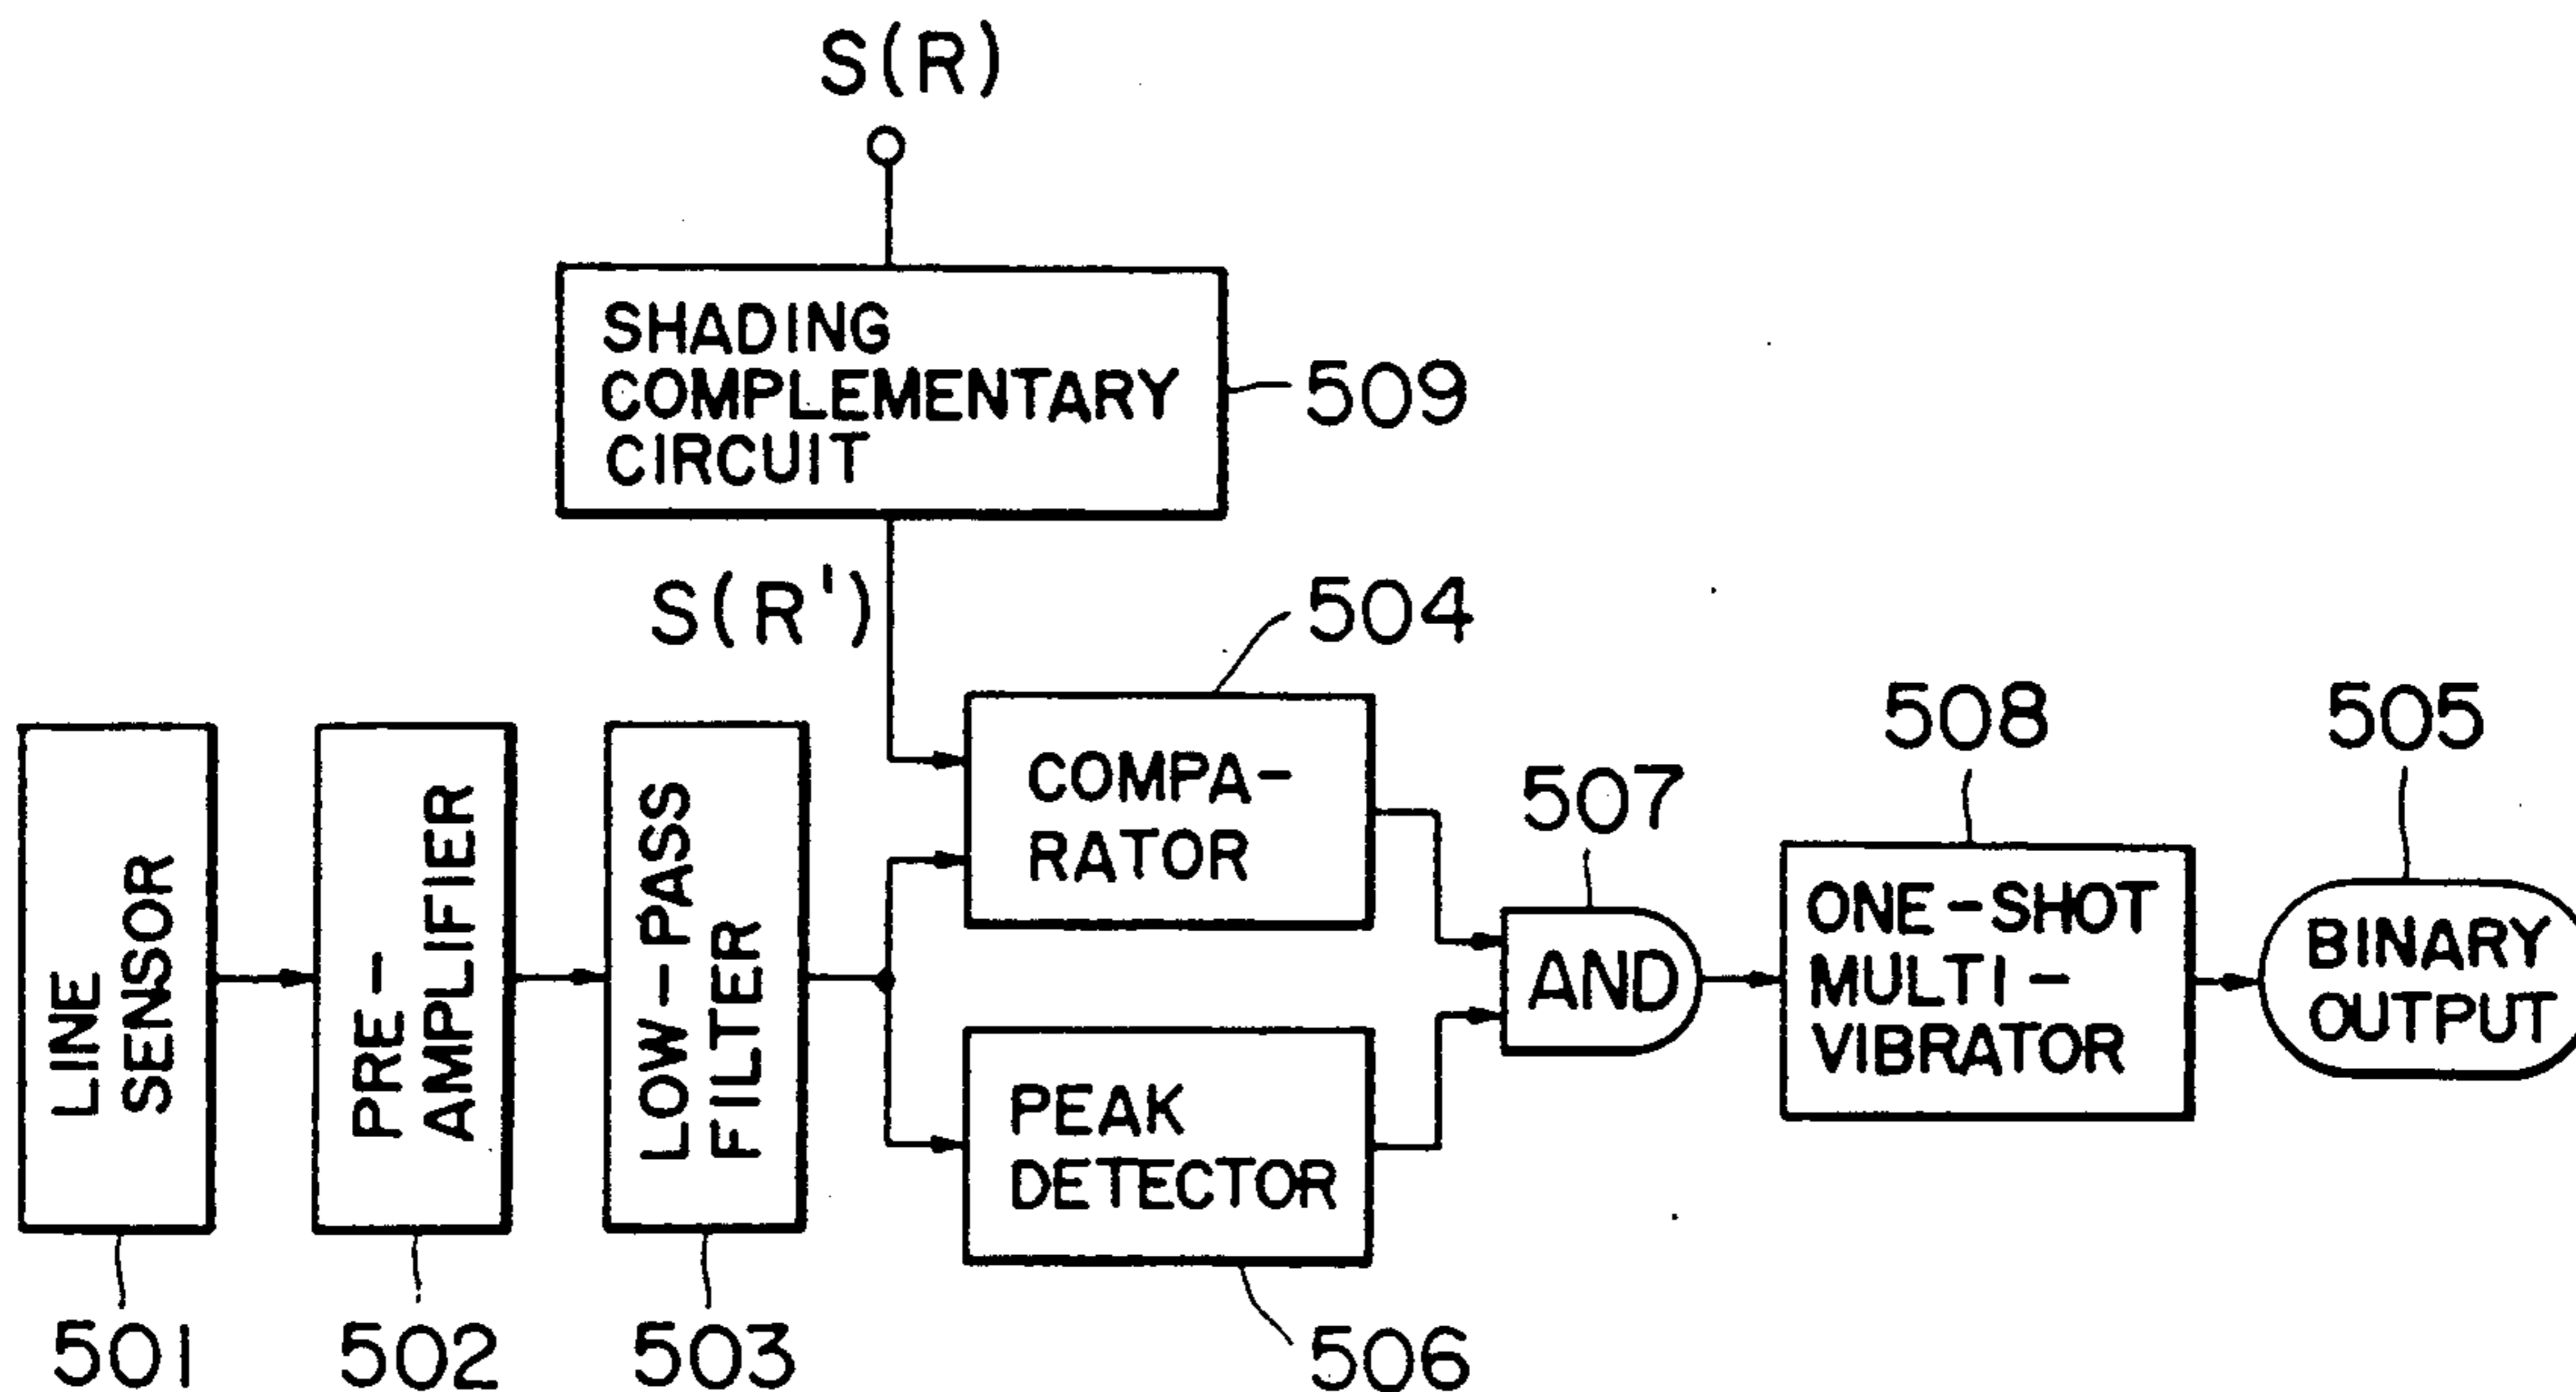 S(R)
SHADING
COMPLEMENTARY
CIRCUIT
509
S(R')
504
508
505
507
LINE
SENSOR
PRE-
AMPLIFIER
LOW-PASS
FILTER
COMPA-
RATOR
AND
ONE-SHOT
MULTI-
VIBRATOR
BINARY
OUTPUT
PEAK
DETECTOR
501
502
503
506